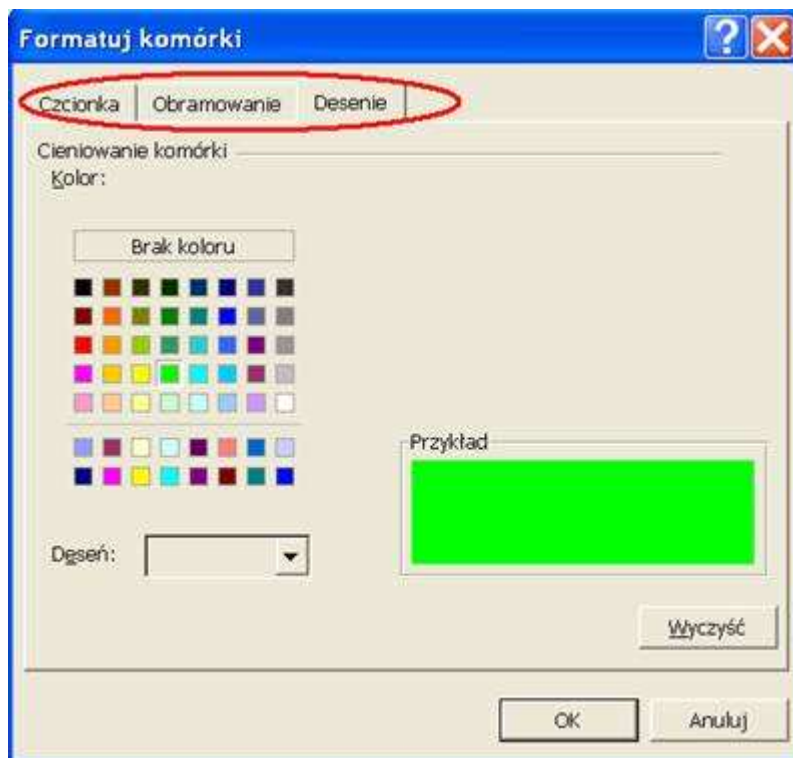 Formatuj komórki
Czcionka Obramowanie Desenie
Cieniowanie komórki
Kolor:
Brak koloru
Przykład
Deseń:
Wyczyść
OK Anuluj